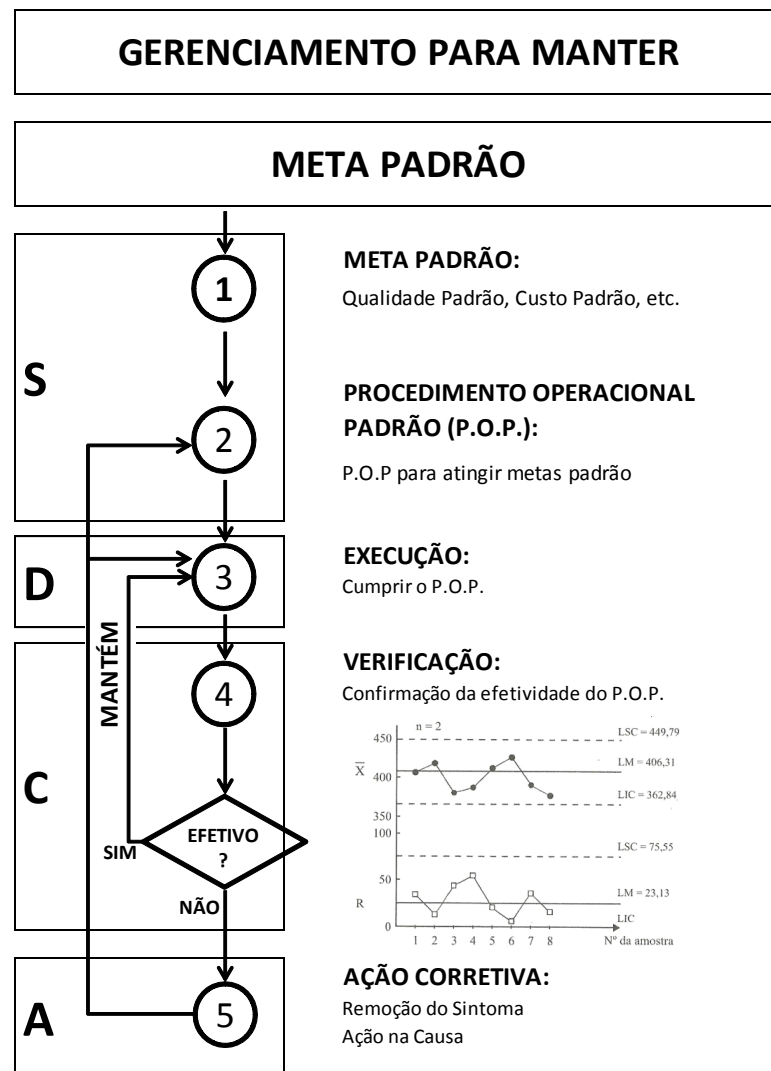 GERENCIAMENTO PARA MANTER
META PADRÃO
S
1
META PADRÃO:
Qualidade Padrão, Custo Padrão, etc.
2
PROCEDIMENTO OPERACIONAL
PADRÃO (P.O.P.):
P.O.P para atingir metas padrão
D
3
EXECUÇÃO:
Cumprir o P.O.P.
MANTÉM
C
4
VERIFICAÇÃO:
Confirmação da efetividade do P.O.P.
EFETIVO
?
SIM
NÃO
n = 2
450
X
400
350
LSC = 449,79
LM = 406,31
LIC = 362,84
100
50
R
0
LSC = 75,55
LM = 23,13
LIC
1 2 3 4 5 6 7 8 Nº da amostra
A
5
AÇÃO CORRETIVA:
Remoção do Sintoma
Ação na Causa